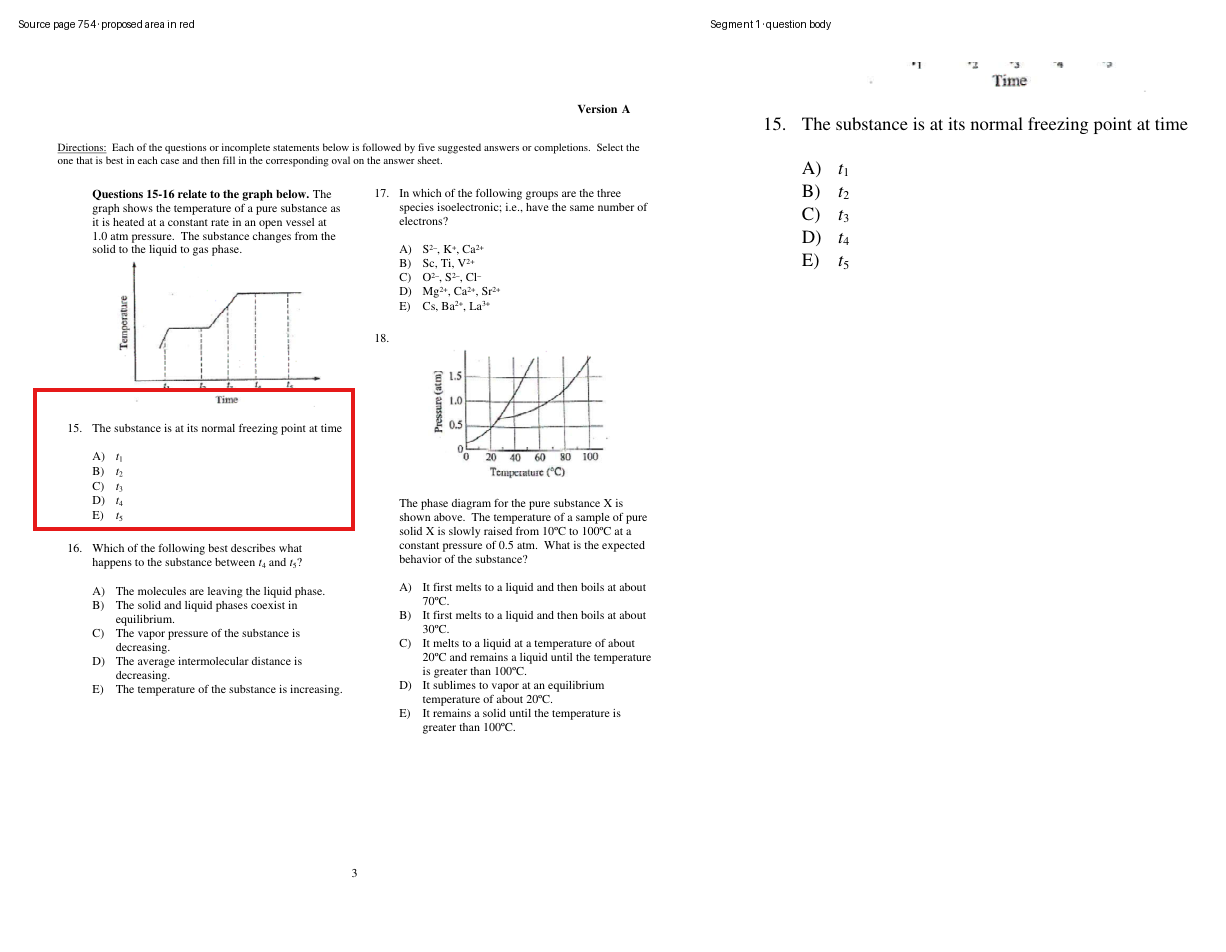 Source page 754 · proposed area in red
Segment 1 · question body
Version A
Directions: Each of the questions or incomplete statements below is followed by five suggested answers or completions. Select the
one that is best in each case and then fill in the corresponding oval on the answer sheet.
Questions 15-16 relate to the graph below. The
graph shows the temperature of a pure substance as
it is heated at a constant rate in an open vessel at
1.0 atm pressure. The substance changes from the
solid to the liquid to gas phase.
Temperature
Time
15. The substance is at its normal freezing point at time
A) t₁
B) t₂
C) t₃
D) t₄
E) t₅
16. Which of the following best describes what
happens to the substance between t₄ and t₅?
A) The molecules are leaving the liquid phase.
B) The solid and liquid phases coexist in
equilibrium.
C) The vapor pressure of the substance is
decreasing.
D) The average intermolecular distance is
decreasing.
E) The temperature of the substance is increasing.
17. In which of the following groups are the three
species isoelectronic; i.e., have the same number of
electrons?
A) S²⁻, K⁺, Ca²⁺
B) Sc, Ti, V²⁺
C) O²⁻, S²⁻, Cl⁻
D) Mg²⁺, Ca²⁺, Sr²⁺
E) Cs, Ba²⁺, La³⁺
18.
Pressure (atm)
1.5
1.0
0.5
0
0 20 40 60 80 100
Temperature (°C)
The phase diagram for the pure substance X is
shown above. The temperature of a sample of pure
solid X is slowly raised from 10ºC to 100ºC at a
constant pressure of 0.5 atm. What is the expected
behavior of the substance?
A) It first melts to a liquid and then boils at about
70ºC.
B) It first melts to a liquid and then boils at about
30ºC.
C) It melts to a liquid at a temperature of about
20ºC and remains a liquid until the temperature
is greater than 100ºC.
D) It sublimes to vapor at an equilibrium
temperature of about 20ºC.
E) It remains a solid until the temperature is
greater than 100ºC.
3
Time
15. The substance is at its normal freezing point at time
A) t₁
B) t₂
C) t₃
D) t₄
E) t₅